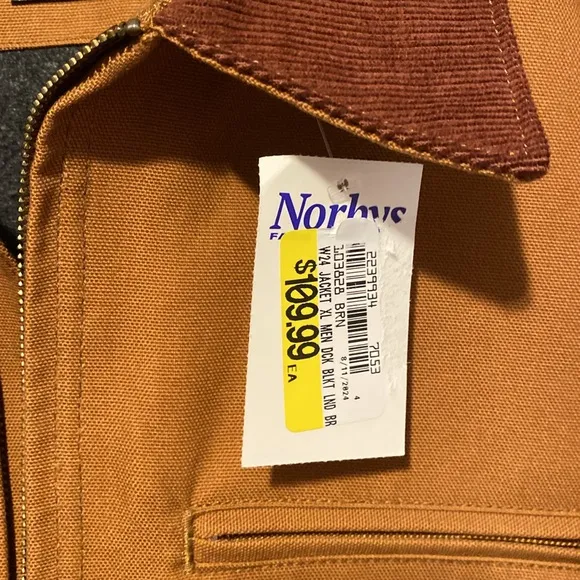 Norbys
2239934 7053
103828 BRN
8/11/2024 4
W24 JACKET XL MEN DCK BLKT LND BR
$109.99 EA